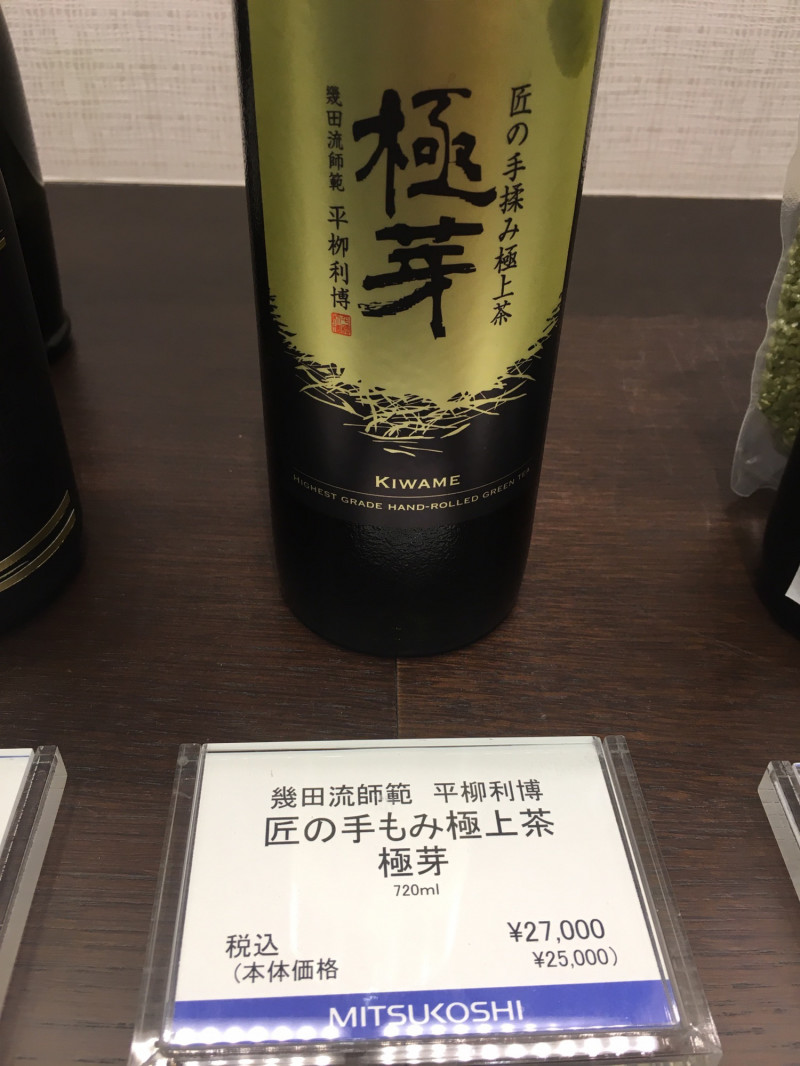 匠の手揉み極上茶
極芽
幾田流師範 平栁利博
KIWAME
HIGHEST GRADE HAND-ROLLED GREEN TEA
幾田流師範 平柳利博
匠の手もみ極上茶
極芽
720ml
税込 ¥27,000
(本体価格 ¥25,000)
MITSUKOSHI